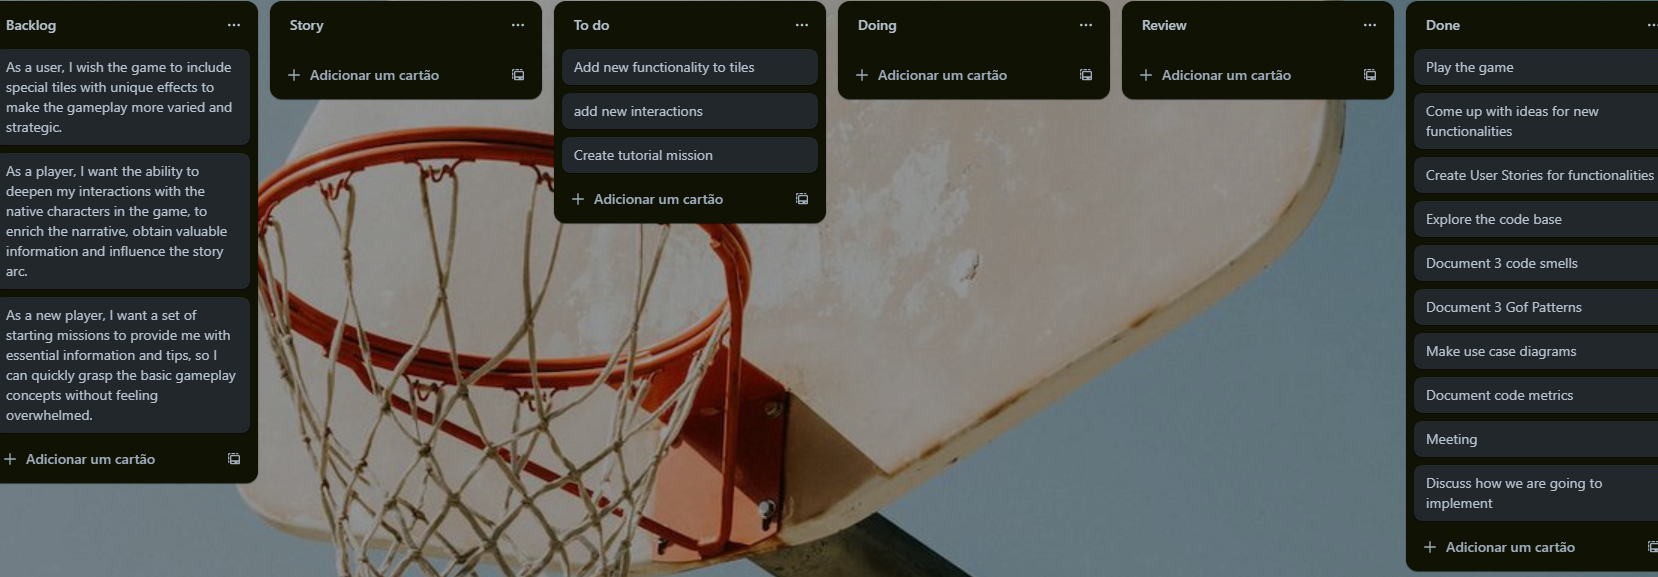 Backlog
As a user, I wish the game to include
special tiles with unique effects to
make the gameplay more varied and
strategic.
As a player, I want the ability to
deepen my interactions with the
native characters in the game, to
enrich the narrative, obtain valuable
information and influence the story
arc.
As a new player, I want a set of
starting missions to provide me with
essential information and tips, so I
can quickly grasp the basic gameplay
concepts without feeling
overwhelmed.
Adicionar um cartão
Story
Adicionar um cartão
To do
Add new functionality to tiles
add new interactions
Create tutorial mission
Adicionar um cartão
Doing
Adicionar um cartão
Review
Adicionar um cartão
Done
Play the game
Come up with ideas for new
functionalities
Create User Stories for functionalities
Explore the code base
Document 3 code smells
Document 3 Gof Patterns
Make use case diagrams
Document code metrics
Meeting
Discuss how we are going to
implement
Adicionar um cartão